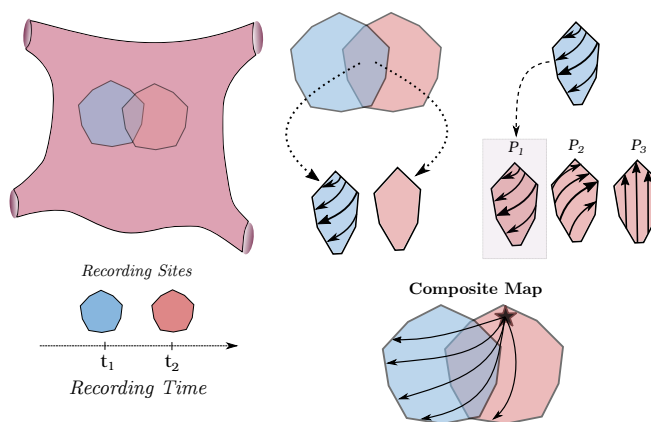 P1 P2 P3
Recording Sites
t1 t2
Recording Time
Composite Map